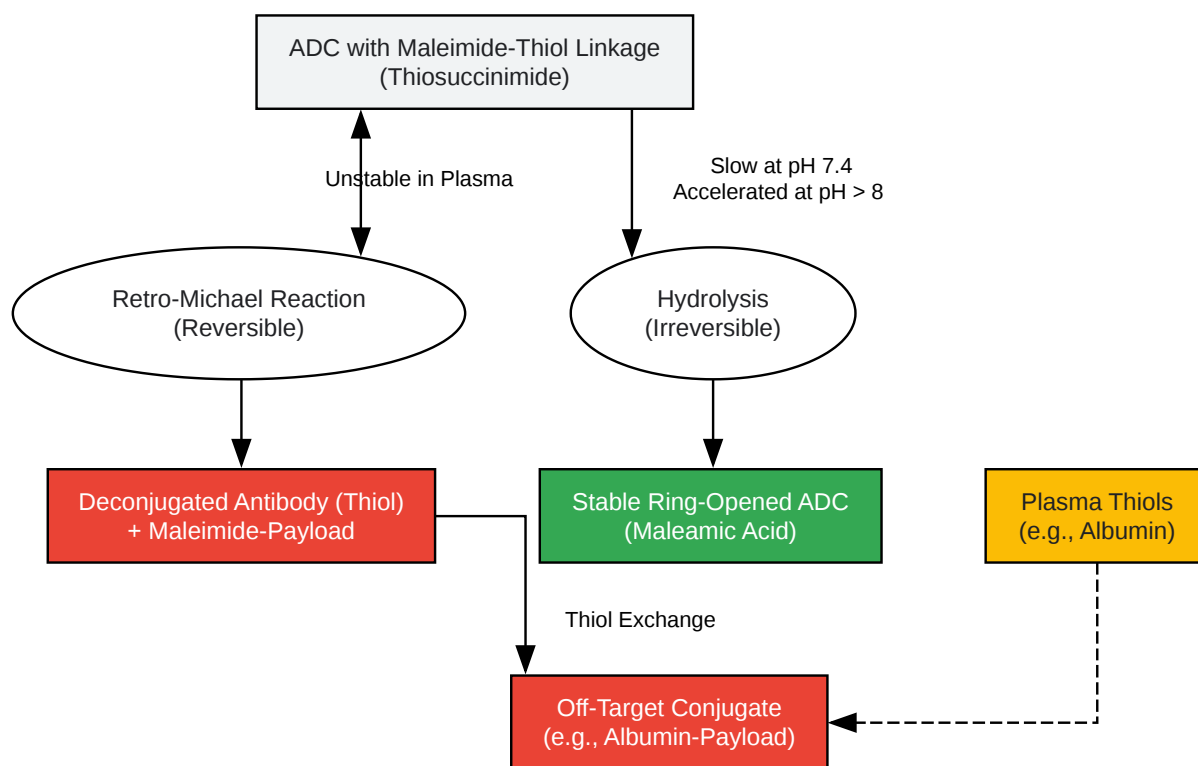 ADC with Maleimide-Thiol Linkage
(Thiosuccinimide)
Unstable in Plasma
Slow at pH 7.4
Accelerated at pH > 8
Retro-Michael Reaction
(Reversible)
Hydrolysis
(Irreversible)
Deconjugated Antibody (Thiol)
+ Maleimide-Payload
Stable Ring-Opened ADC
(Maleamic Acid)
Plasma Thiols
(e.g., Albumin)
Thiol Exchange
Off-Target Conjugate
(e.g., Albumin-Payload)